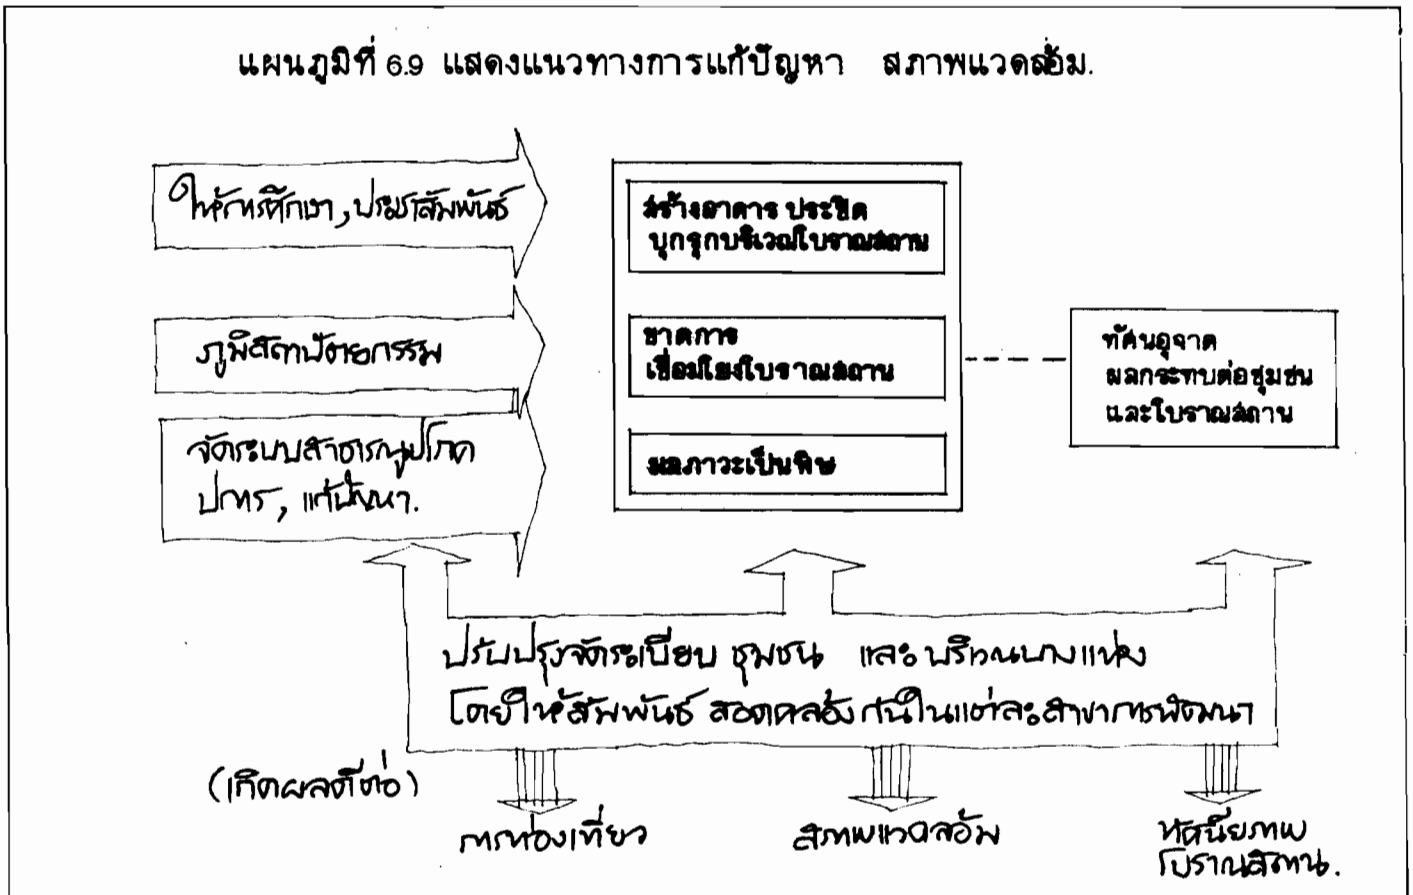 แผนภูมิที่ 6.9 แสดงแนวทางการแก้ปัญหา สภาพแวดล้อม.
ให้การศึกษา, ประชาสัมพันธ์
ภูมิสถาปัตยกรรม
จัดระบบสาธารณูปโภค
ปการ, แก้ปัญหา.
สร้างอาคาร ประชิด
บุกรุกบริเวณโบราณสถาน
ขาดการ
เชื่อมโยงโบราณสถาน
มลภาวะเป็นพิษ
ทัศนอุจาด
ผลกระทบต่อชุมชน
และโบราณสถาน
ปรับปรุงจัดระเบียบ ชุมชน และบริเวณบางแห่ง
โดยให้สัมพันธ์ สอดคล้องกันในแต่ละสาขาการพัฒนา
(เกิดผลดีต่อ)
การท่องเที่ยว
สภาพแวดล้อม
ทัศนียภาพ
โบราณสถาน.